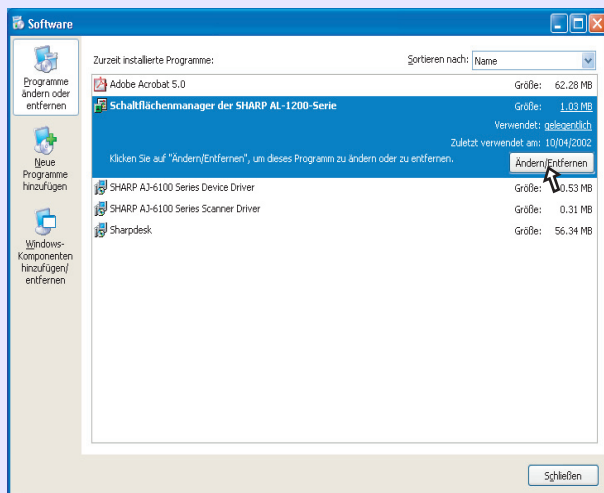 Software
Programme
ändern oder
entfernen
Neue
Programme
hinzufügen
Windows-
Komponenten
hinzufügen/
entfernen
Zurzeit installierte Programme:
Sortieren nach: Name
Adobe Acrobat 5.0 Größe: 62.28 MB
Schaltflächenmanager der SHARP AL-1200-Serie Größe: 1.03 MB
Verwendet: gelegentlich
Zuletzt verwendet am: 10/04/2002
Klicken Sie auf "Ändern/Entfernen", um dieses Programm zu ändern oder zu entfernen. Ändern/Entfernen
SHARP AJ-6100 Series Device Driver Größe: 0.53 MB
SHARP AJ-6100 Series Scanner Driver Größe: 0.31 MB
Sharpdesk Größe: 56.34 MB
Schließen